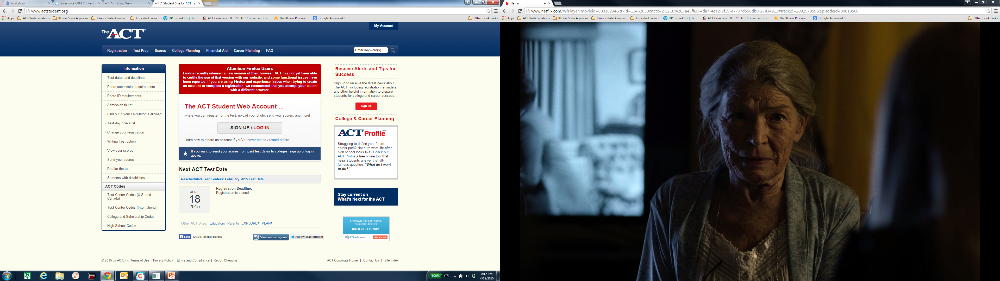 Workshop
Salesforce CRM Content: 
ACT Essay View
A Student Site for ACT Te
Netflix
www.actstudent.org
www.netflix.com/WiPlayer?movieid=80018294&trkid=13462050&tctx=2%2C0%2C7a43ff80-4da7-4ea2-9f19-e7707d596db0-27834911#trackId=200257859&episodeId=80018500
Apps ACT Web Locations Illinois State Agencies Illinois State Associa... Imported From IE HP Instant Ink | HP... ACT Compass 5.0 ACT Convercent Log... The Illinois Procure... Google Advanced S... Other bookmarks
Apps ACT Web Locations Illinois State Agencies Illinois State Associa... Imported From IE HP Instant Ink | HP... ACT Compass 5.0 ACT Convercent Log... The Illinois Procure... Google Advanced S... Other bookmarks
My Account
The ACT®
Registration Test Prep Scores College Planning Financial Aid Career Planning FAQ
Enter keyword(s)
Information
Test dates and deadlines
Photo submission requirements
Photo ID requirements
Admission ticket
Find out if your calculator is allowed
Test day checklist
Change your registration
Writing Test option
View your scores
Send your scores
Retake the test
Students with disabilities
ACT Codes
Test Center Codes (U.S. and
Canada)
Test Center Codes (International)
College and Scholarship Codes
High School Codes
Attention Firefox Users
Firefox recently released a new version of their browser. ACT has not yet been able
to certify the use of that version with our website, and some functional issues have
been reported. If you are using Firefox and experience issues when trying to create
an account or complete a registration, we recommend that you attempt your action
with a different browser.
The ACT Student Web Account ...
where you can register for the test, upload your photo, send your scores, and more!
SIGN UP / LOG IN
Learn how to create an account if you've: never tested / tested before
If you want to send your scores from past test dates to colleges, sign up or log in
above.
Next ACT Test Date
Rescheduled Test Centers: February 2015 Test Date
APRIL
18
2015
Registration Deadline:
Registration is closed.
Other ACT Sites: Educators Parents EXPLORE® PLAN®
Like 124,047 people like this.
View on Instagram
Follow @actstudent
Receive Alerts and Tips for
Success
Sign up to receive the latest news about
The ACT, including registration reminders
and other helpful information to prepare
students for college and career success.
Sign Up
College & Career Planning
ACT® Profile beta
Struggling to define your future
career path? Not sure what life after
high school looks like? Check out
ACT Profile a free online tool that
helps students answer that all-
famous question: “What do I want
to do?”
Stay current on
What's Next for the ACT
SHOWCASE YOUR ACT SCORE.
FIND SCHOLARSHIPS.
BUILD YOUR FUTURE.
STEMPremier
Get Started
© 2015 by ACT, Inc. Terms of Use | Privacy Policy | Ethics and Compliance | Report Cheating
ACT Corporate Home | Contact Us | Site Index
100%
8:12 PM
4/12/2015